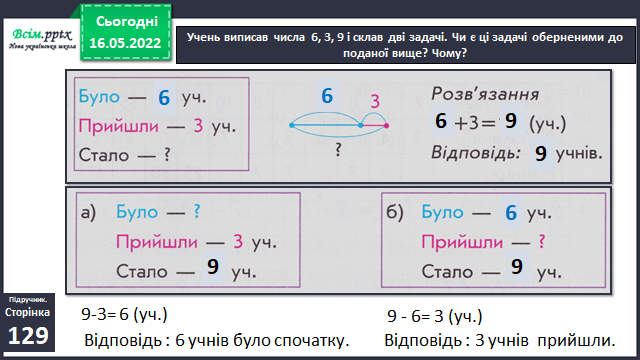 Всім.pptx
Нова українська школа
Сьогодні
16.05.2022
Учень виписав числа 6, 3, 9 і склав дві задачі. Чи є ці задачі оберненими до
поданої вище? Чому?
Було — 6 уч.
Прийшли — 3 уч.
Стало — ?
6
3
?
Розв’язання
6 +3= 9 (уч.)
Відповідь: 9 учнів.
а) Було — ?
Прийшли — 3 уч.
Стало — 9 уч.
б) Було — 6 уч.
Прийшли — ?
Стало — 9 уч.
Підручник.
Сторінка
129
9-3= 6 (уч.)
Відповідь : 6 учнів було спочатку.
9 - 6= 3 (уч.)
Відповідь : 3 учнів прийшли.